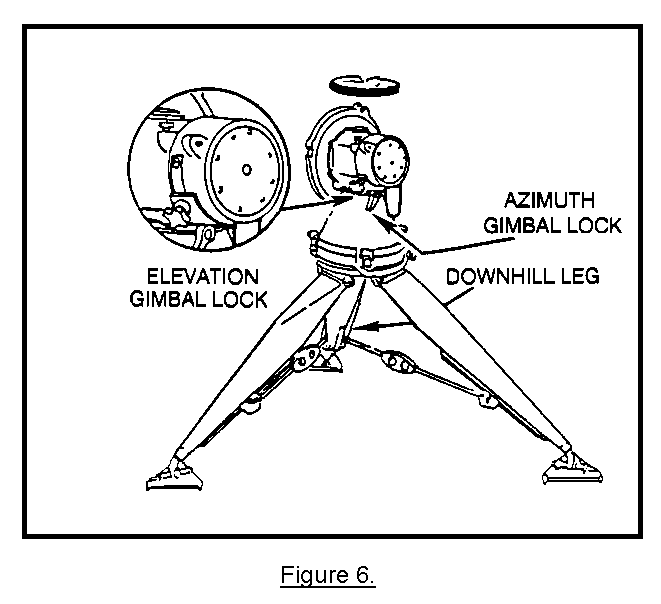 AZIMUTH
GIMBAL LOCK
ELEVATION
GIMBAL LOCK
DOWNHILL LEG
Figure 6.